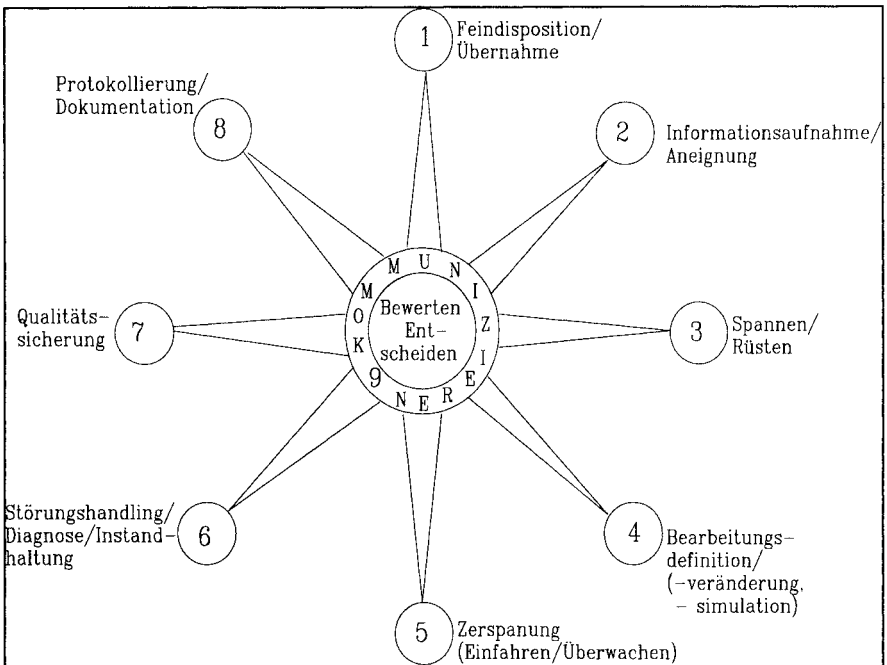 1
Feindisposition/
Übernahme
2
Informationsaufnahme/
Aneignung
3
Spannen/
Rüsten
4
Bearbeitungs-
definition/
(-veränderung,
- simulation)
5
Zerspanung
(Einfahren/Überwachen)
6
Störungshandling/
Diagnose/Instand-
haltung
7
Qualitäts-
sicherung
8
Protokollierung/
Dokumentation
9
KOMMUNIZIEREN
Bewerten
Ent-
scheiden